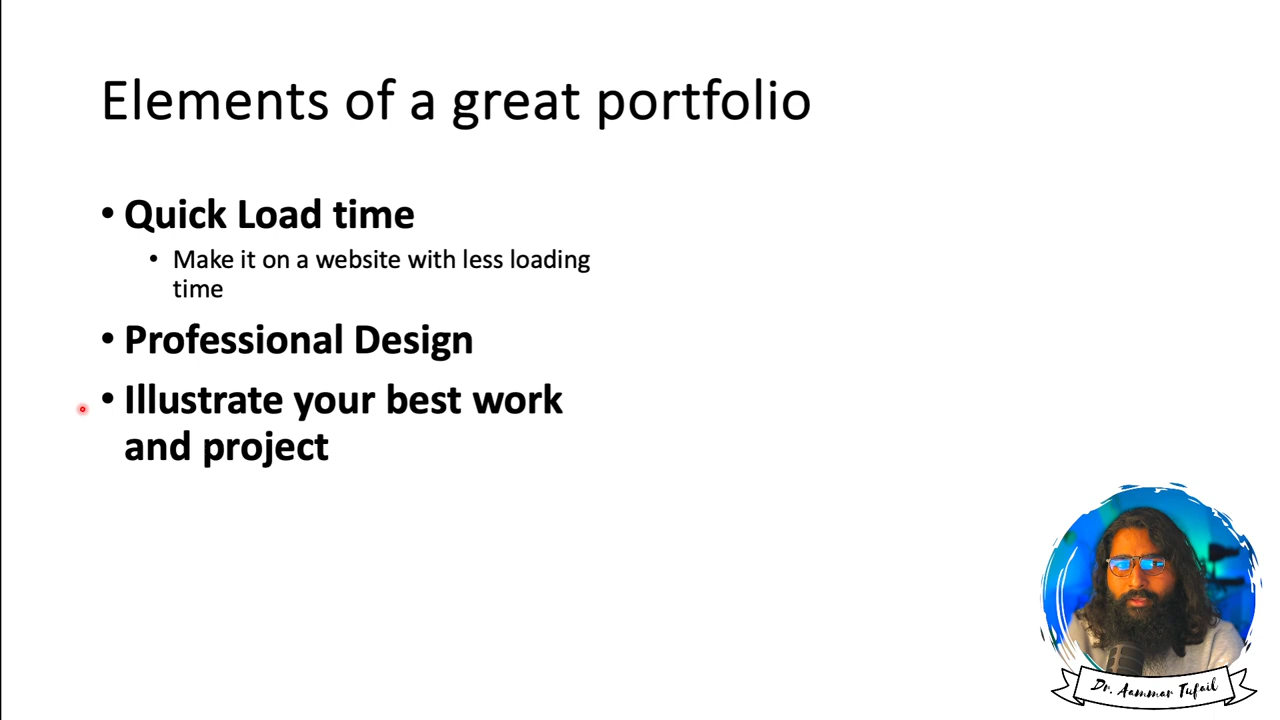 Elements of a great portfolio
• Quick Load time
• Make it on a website with less loading
time
• Professional Design
• Illustrate your best work
and project
Dr. Aammar Tufail